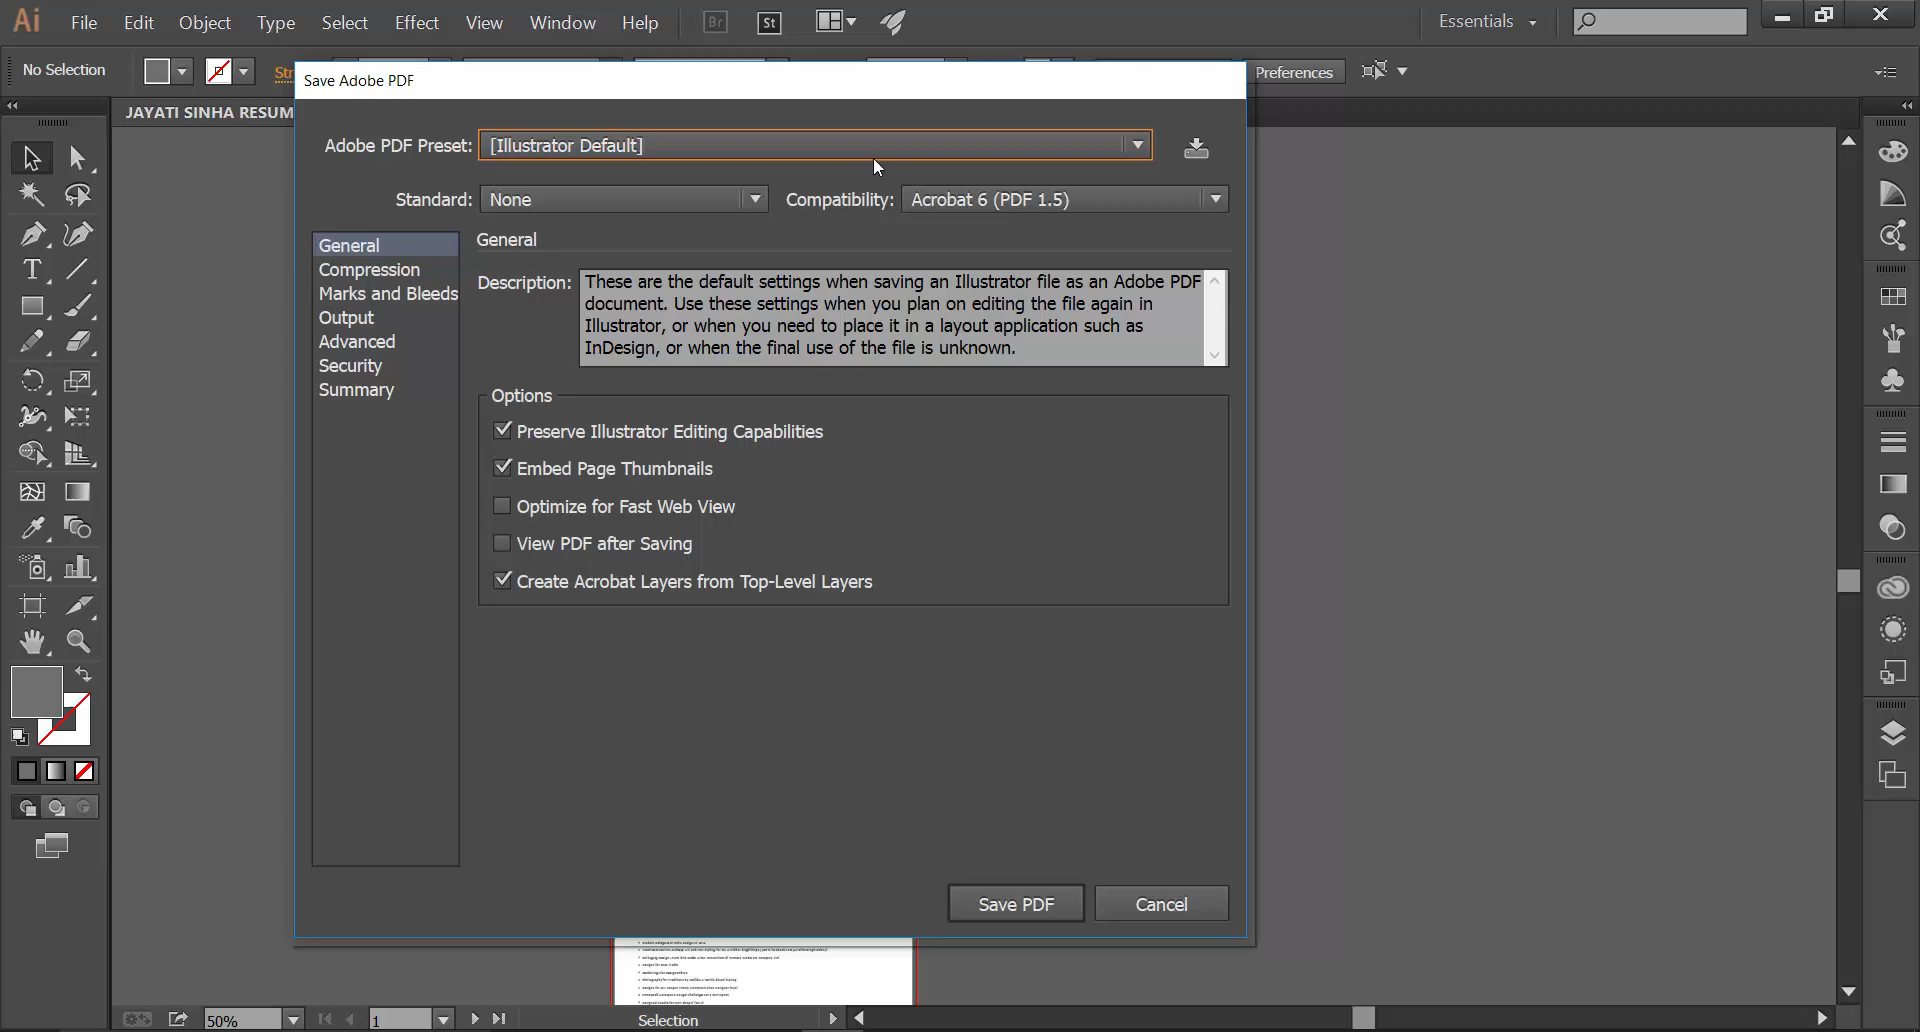 Ai File Edit Object Type Select Effect View Window Help Br St Essentials
No Selection Str Preferences
JAYATI SINHA RESUM
Save Adobe PDF
Adobe PDF Preset: [Illustrator Default]
Standard: None Compatibility: Acrobat 6 (PDF 1.5)
General
Compression
Marks and Bleeds
Output
Advanced
Security
Summary
General
Description: These are the default settings when saving an Illustrator file as an Adobe PDF
document. Use these settings when you plan on editing the file again in
Illustrator, or when you need to place it in a layout application such as
InDesign, or when the final use of the file is unknown.
Options
Preserve Illustrator Editing Capabilities
Embed Page Thumbnails
Optimize for Fast Web View
View PDF after Saving
Create Acrobat Layers from Top-Level Layers
Save PDF Cancel
50% 1 Selection